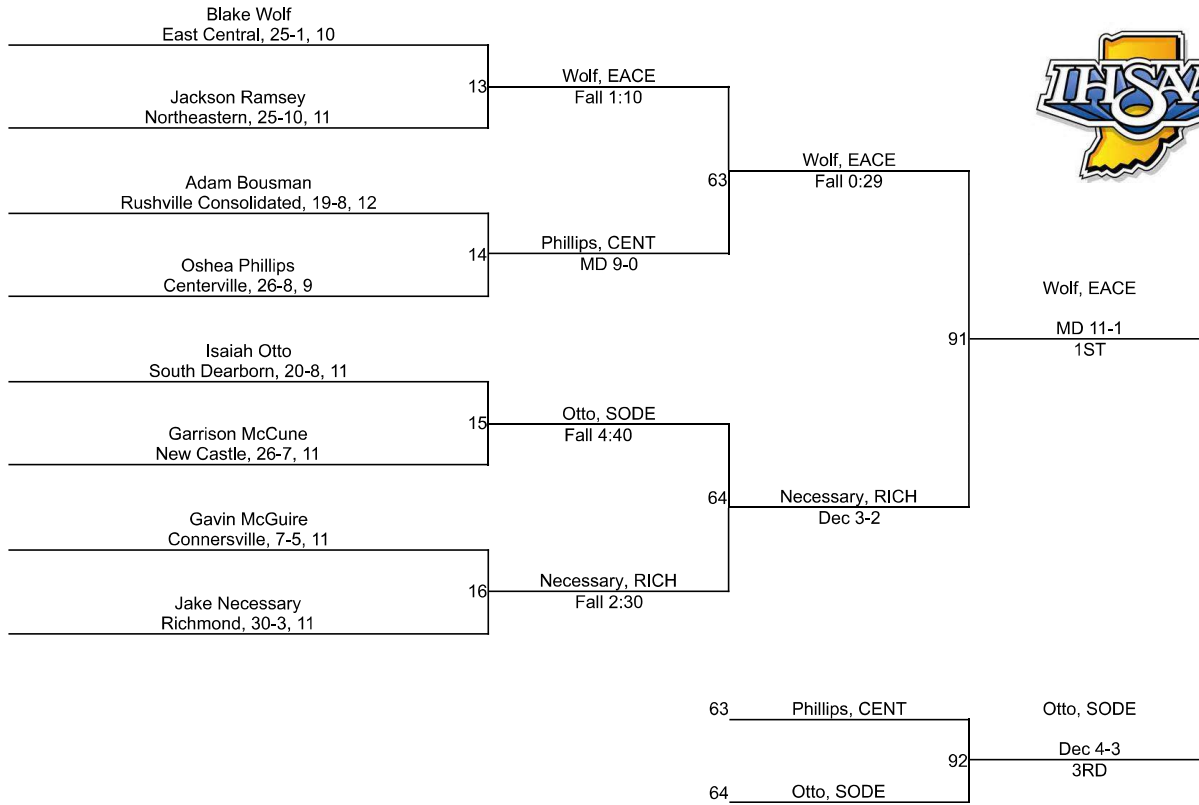 Blake Wolf
East Central, 25-1, 10
Jackson Ramsey
Northeastern, 25-10, 11
Adam Bousman
Rushville Consolidated, 19-8, 12
Oshea Phillips
Centerville, 26-8, 9
Isaiah Otto
South Dearborn, 20-8, 11
Garrison McCune
New Castle, 26-7, 11
Gavin McGuire
Connersville, 7-5, 11
Jake Necessary
Richmond, 30-3, 11
13
Wolf, EACE
Fall 1:10
14
Phillips, CENT
MD 9-0
15
Otto, SODE
Fall 4:40
16
Necessary, RICH
Fall 2:30
63
Wolf, EACE
Fall 0:29
64
Necessary, RICH
Dec 3-2
91
Wolf, EACE
MD 11-1
1ST
63
Phillips, CENT
64
Otto, SODE
92
Otto, SODE
Dec 4-3
3RD
IHSAA